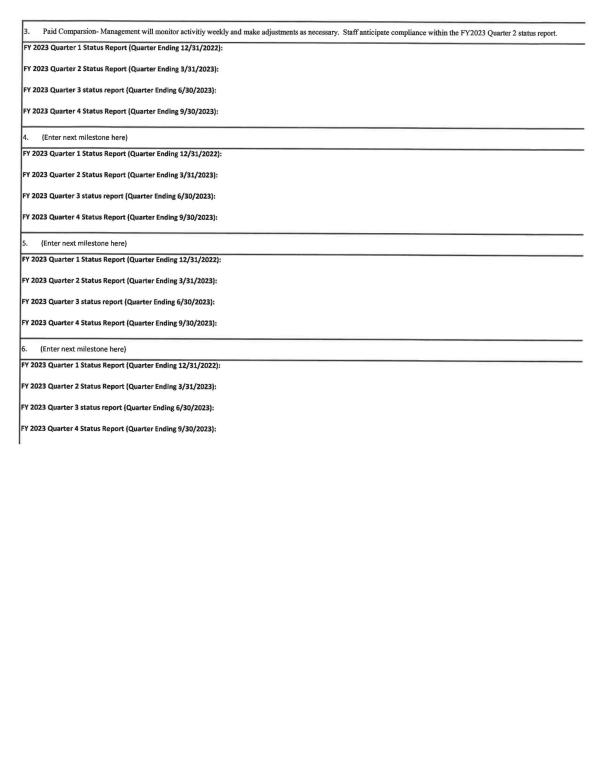 3. Paid Comparsion- Management will monitor activitiy weekly and make adjustments as necessary. Staff anticipate compliance within the FY2023 Quarter 2 status report.
FY 2023 Quarter 1 Status Report (Quarter Ending 12/31/2022):
FY 2023 Quarter 2 Status Report (Quarter Ending 3/31/2023):
FY 2023 Quarter 3 status report (Quarter Ending 6/30/2023):
FY 2023 Quarter 4 Status Report (Quarter Ending 9/30/2023):
4. (Enter next milestone here)
FY 2023 Quarter 1 Status Report (Quarter Ending 12/31/2022):
FY 2023 Quarter 2 Status Report (Quarter Ending 3/31/2023):
FY 2023 Quarter 3 status report (Quarter Ending 6/30/2023):
FY 2023 Quarter 4 Status Report (Quarter Ending 9/30/2023):
5. (Enter next milestone here)
FY 2023 Quarter 1 Status Report (Quarter Ending 12/31/2022):
FY 2023 Quarter 2 Status Report (Quarter Ending 3/31/2023):
FY 2023 Quarter 3 status report (Quarter Ending 6/30/2023):
FY 2023 Quarter 4 Status Report (Quarter Ending 9/30/2023):
6. (Enter next milestone here)
FY 2023 Quarter 1 Status Report (Quarter Ending 12/31/2022):
FY 2023 Quarter 2 Status Report (Quarter Ending 3/31/2023):
FY 2023 Quarter 3 status report (Quarter Ending 6/30/2023):
FY 2023 Quarter 4 Status Report (Quarter Ending 9/30/2023):